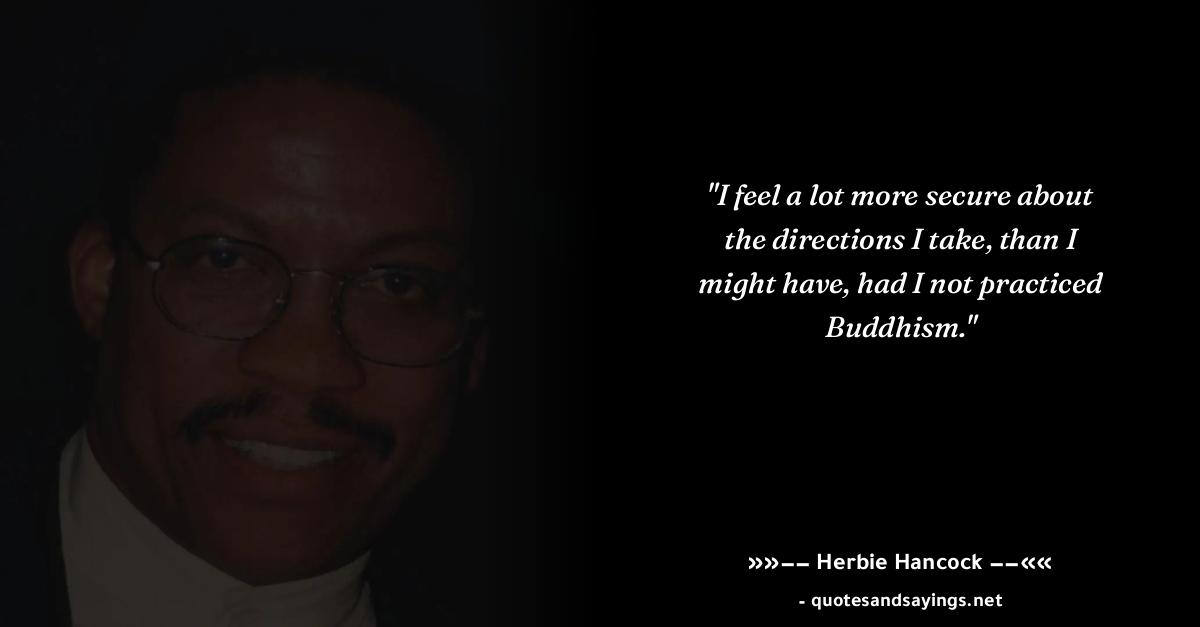 "I feel a lot more secure about
the directions I take, than I
might have, had I not practiced
Buddhism."
»»−− Herbie Hancock −−««
- quotesandsayings.net